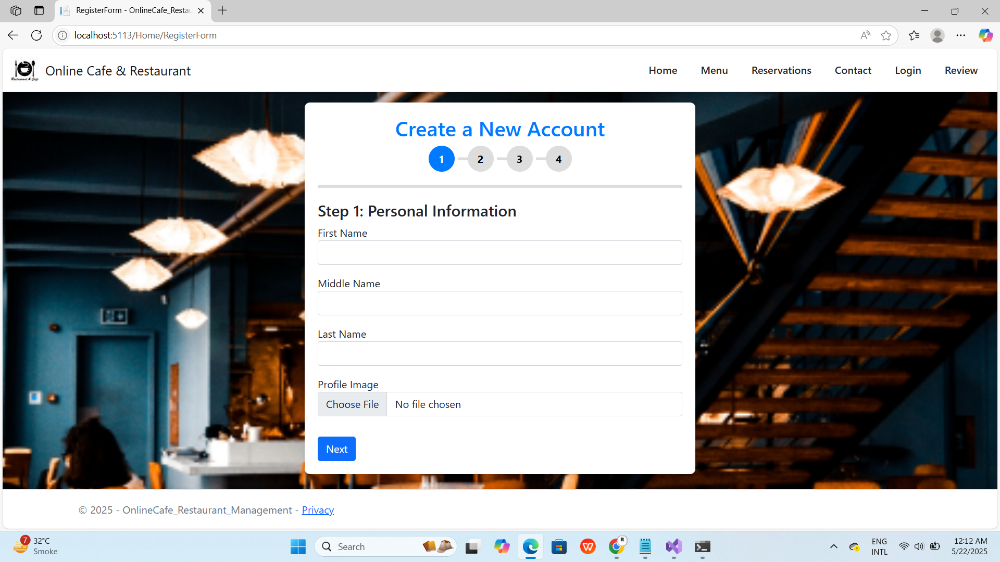 RegisterForm - OnlineCafe_Restau
localhost:5113/Home/RegisterForm
Restaurant & Cafe
Online Cafe & Restaurant
Home
Menu
Reservations
Contact
Login
Review
Create a New Account
1
2
3
4
Step 1: Personal Information
First Name
Middle Name
Last Name
Profile Image
Choose File
No file chosen
Next
© 2025 - OnlineCafe_Restaurant_Management - Privacy
7
32°C
Smoke
Search
R
ENG
INTL
12:12 AM
5/22/2025